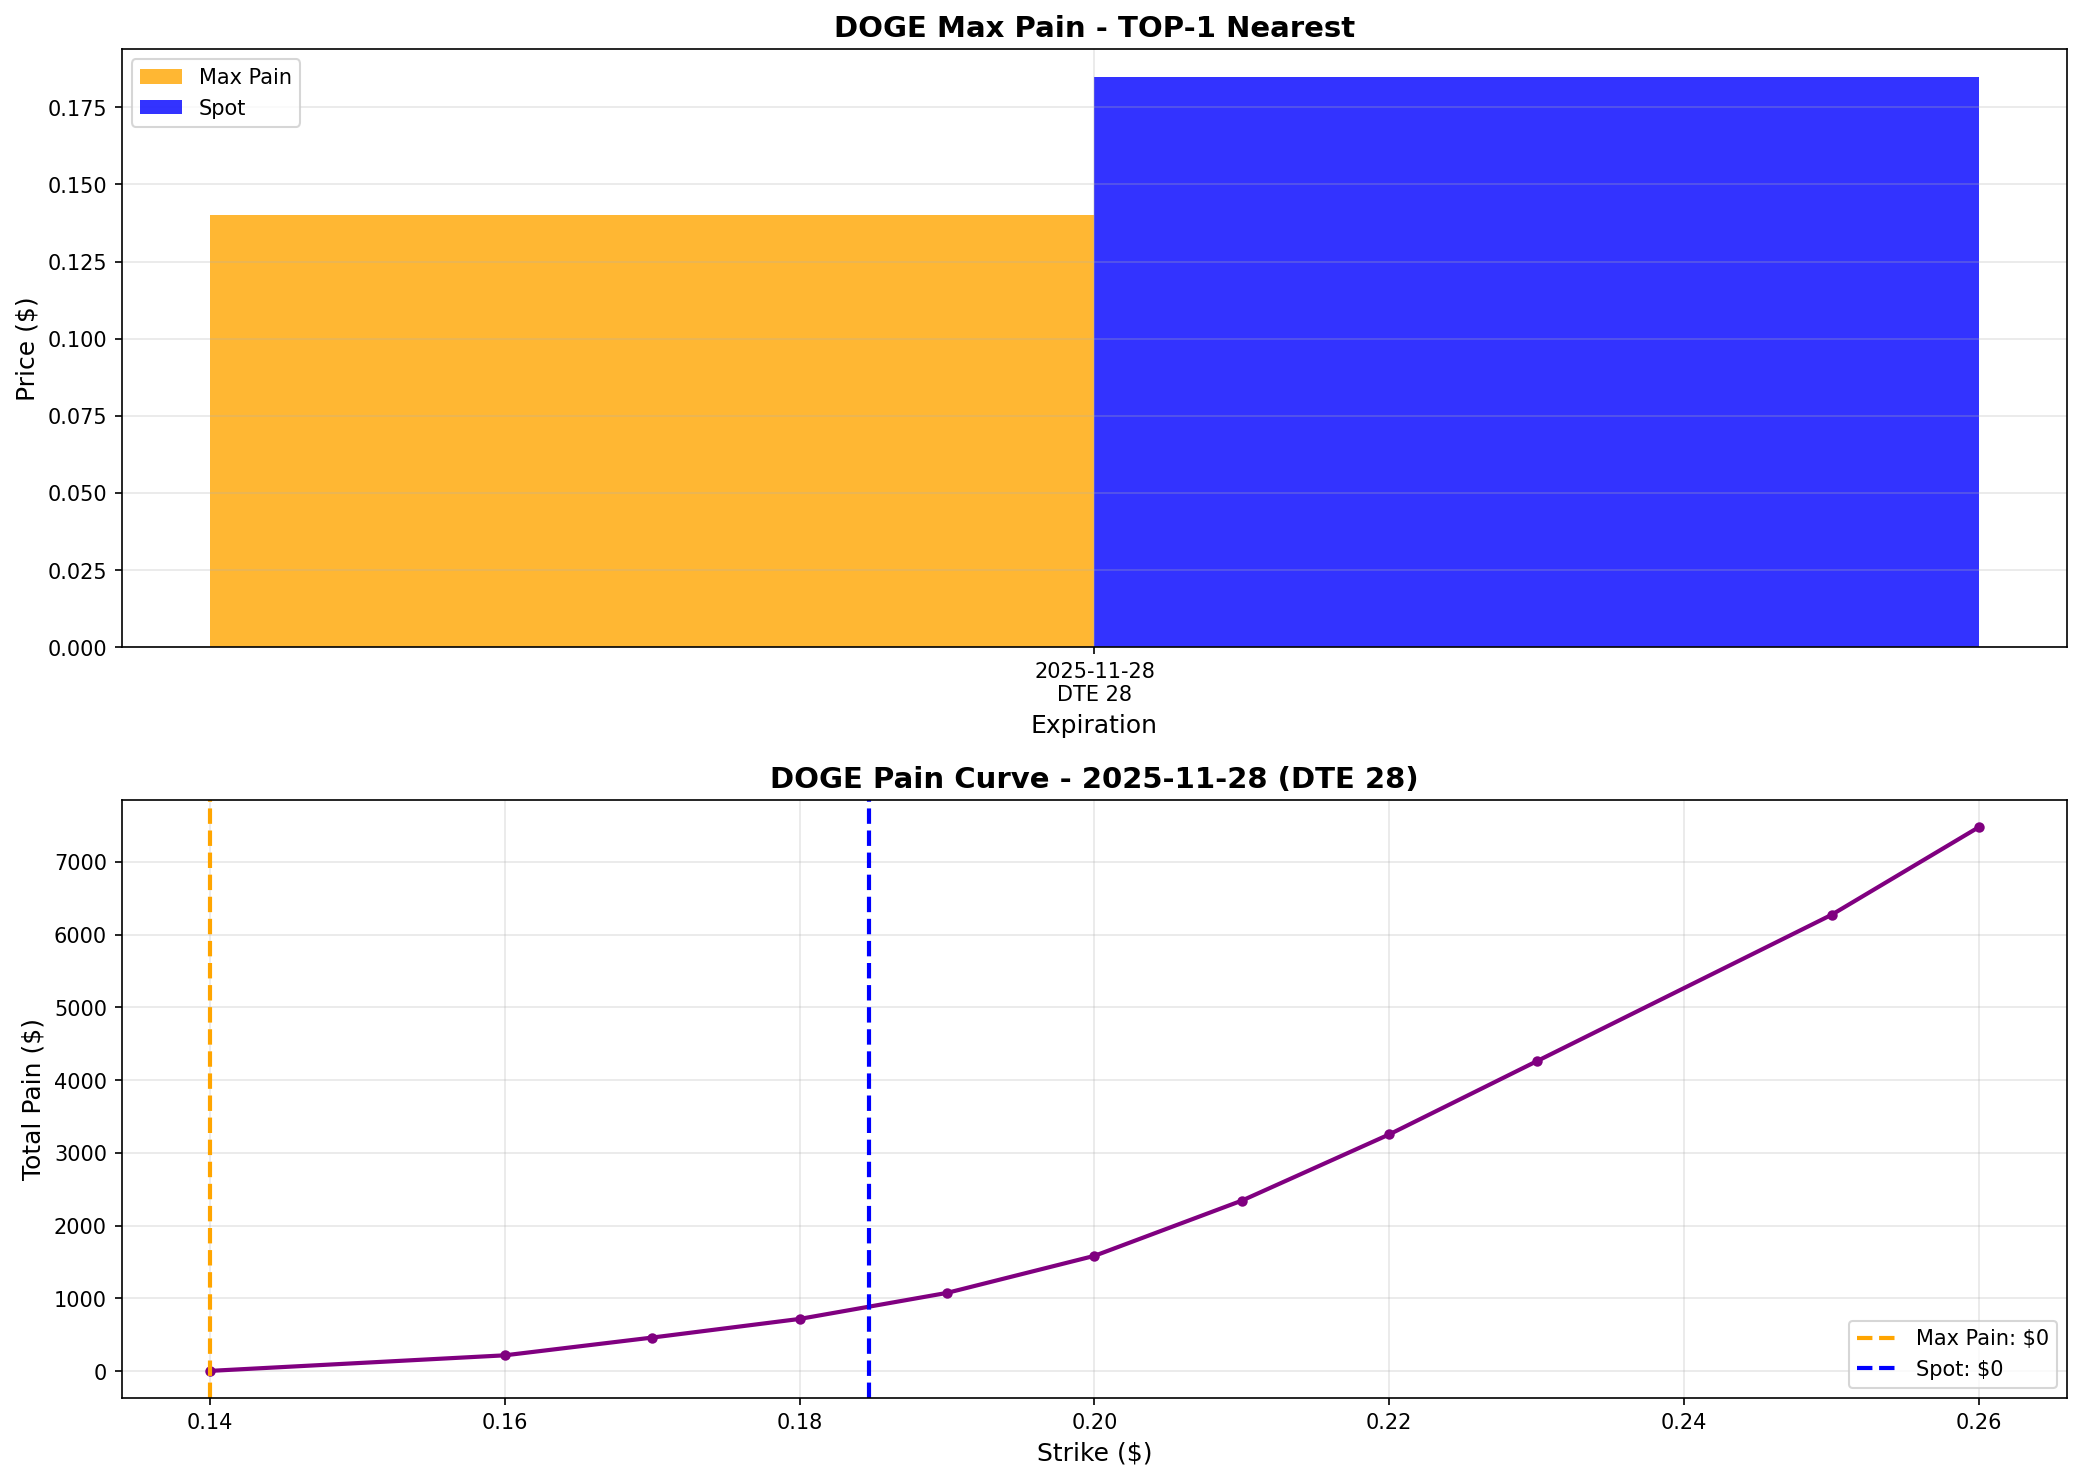 DOGE Max Pain - TOP-1 Nearest
Max Pain
Spot
Price ($)
0.175
0.150
0.125
0.100
0.075
0.050
0.025
0.000
2025-11-28
DTE 28
Expiration
DOGE Pain Curve - 2025-11-28 (DTE 28)
Total Pain ($)
7000
6000
5000
4000
3000
2000
1000
0
Max Pain: $0
Spot: $0
0.14 0.16 0.18 0.20 0.22 0.24 0.26
Strike ($)